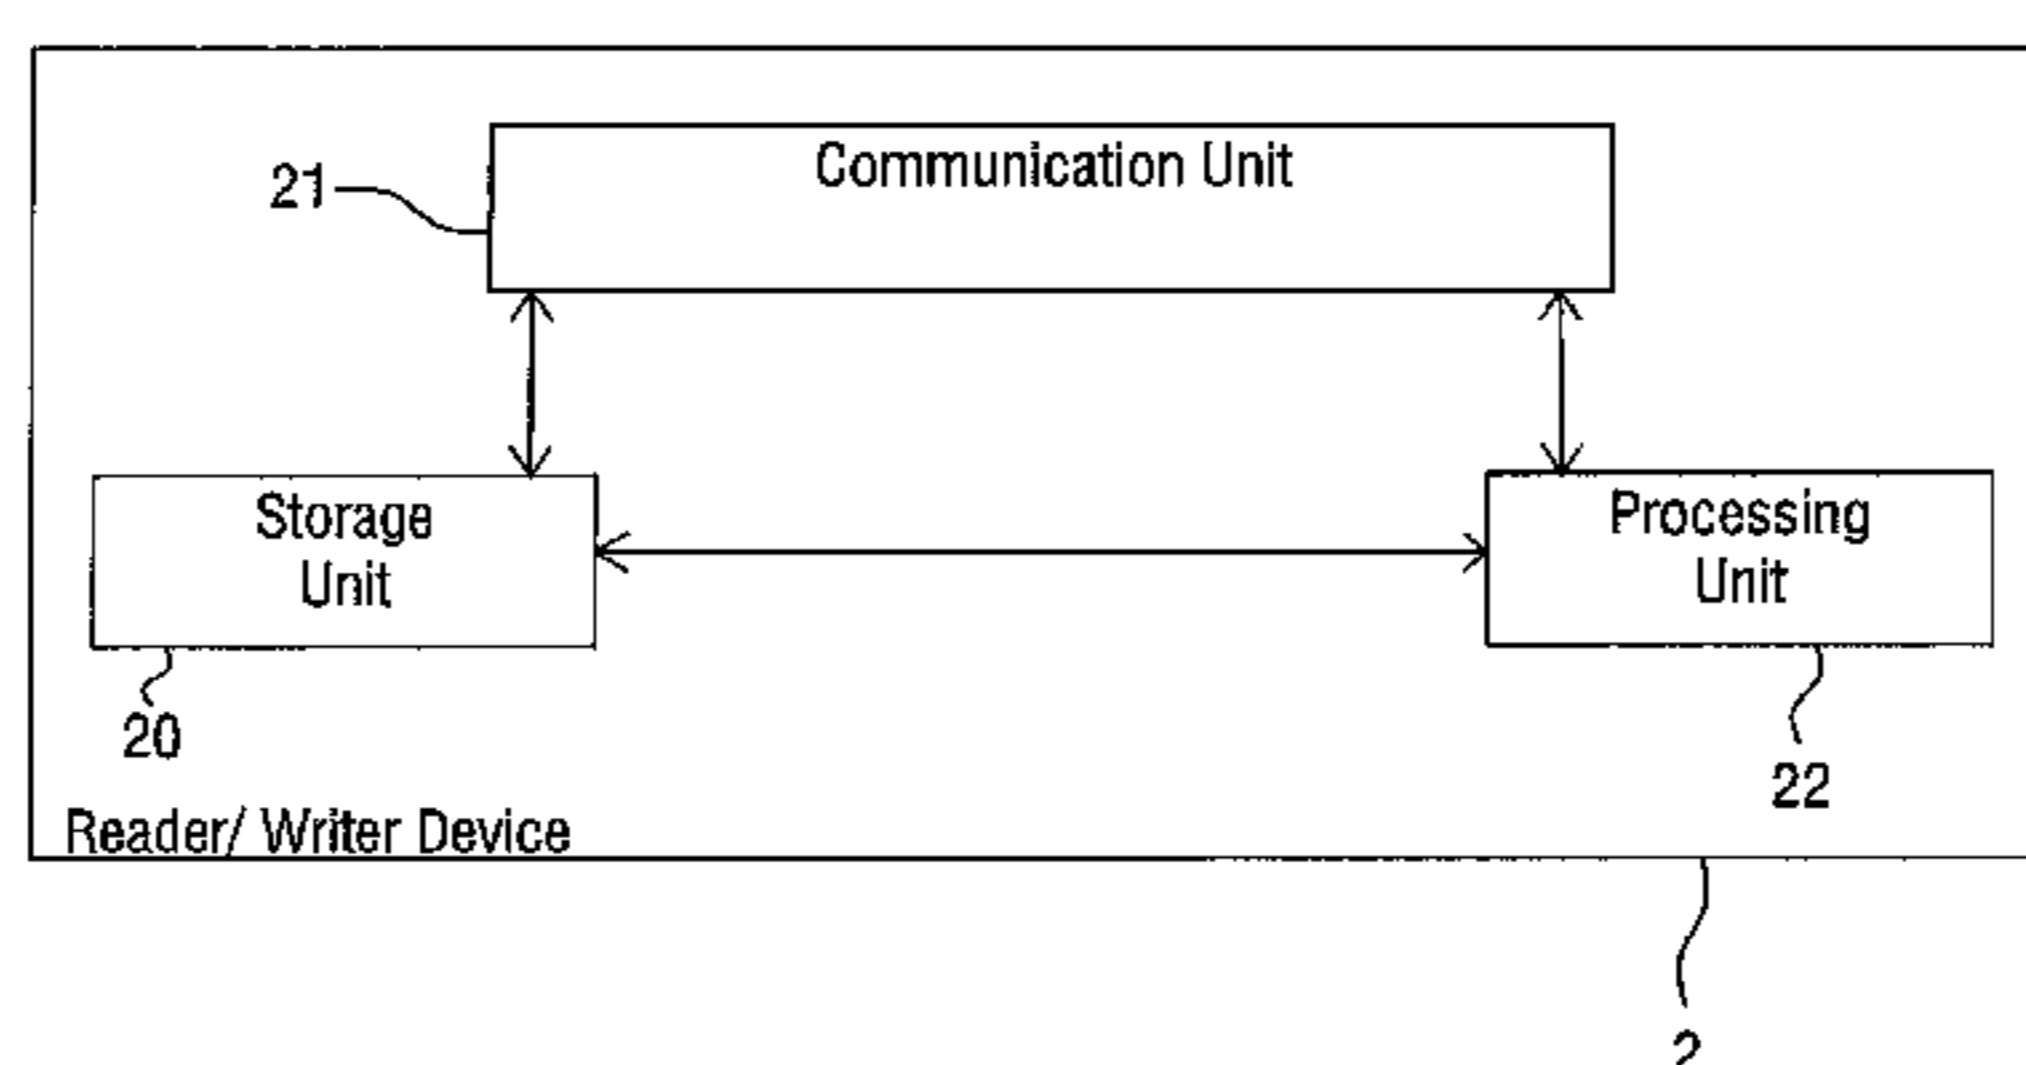 Communication Unit
21
Storage
Unit
Processing
Unit
20
22
Reader/ Writer Device
2